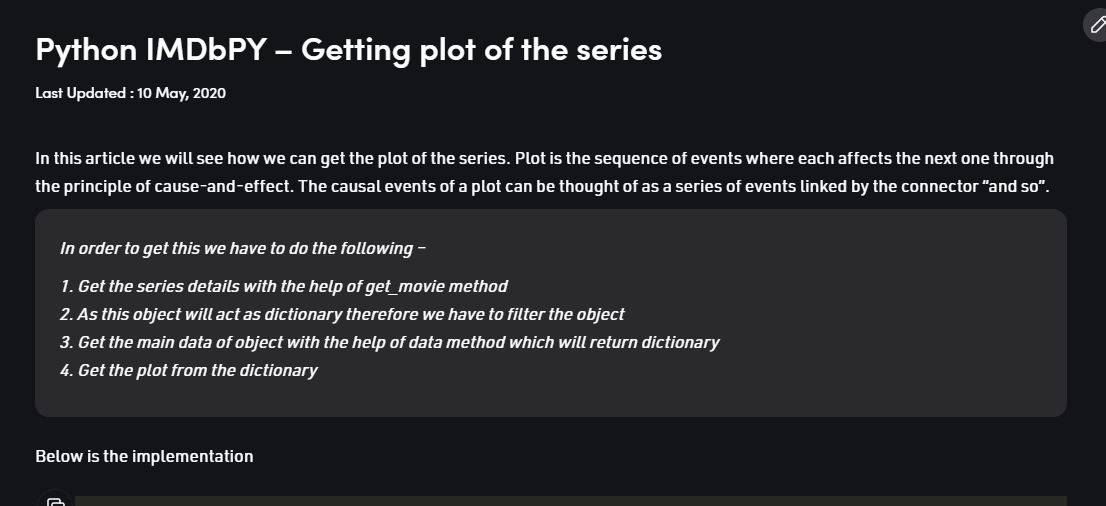 Python IMDbPY – Getting plot of the series
Last Updated : 10 May, 2020
In this article we will see how we can get the plot of the series. Plot is the sequence of events where each affects the next one through
the principle of cause-and-effect. The causal events of a plot can be thought of as a series of events linked by the connector “and so”.
In order to get this we have to do the following –
1. Get the series details with the help of get_movie method
2. As this object will act as dictionary therefore we have to filter the object
3. Get the main data of object with the help of data method which will return dictionary
4. Get the plot from the dictionary
Below is the implementation